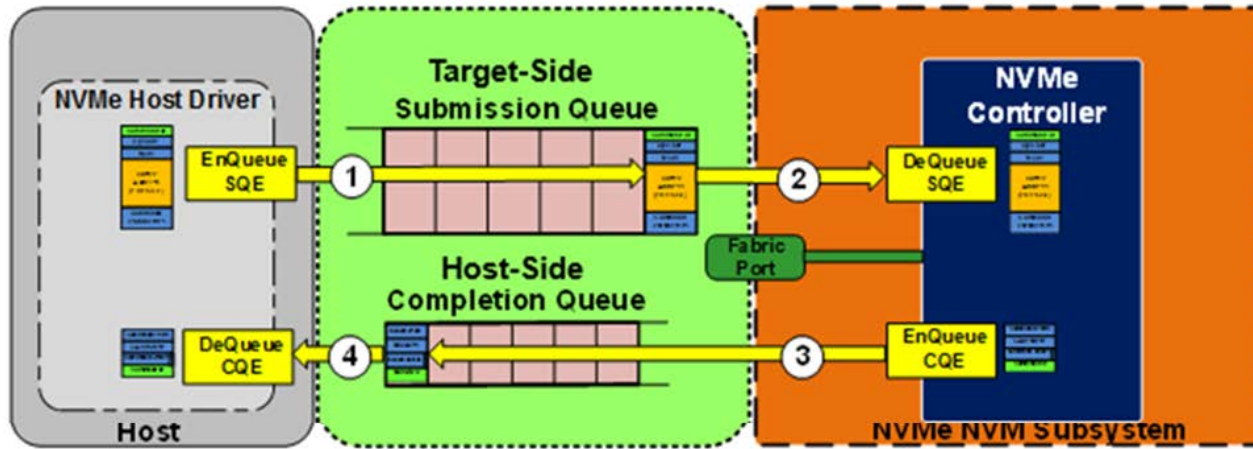 Target-Side
Submission Queue
NVMe Host Driver
NVMe
Controller
EnQueue
SQE
1
2
DeQueue
SQE
Fabric
Port
Host-Side
Completion Queue
DeQueue
CQE
4
3
EnQueue
CQE
Host
NVMe NVM Subsystem